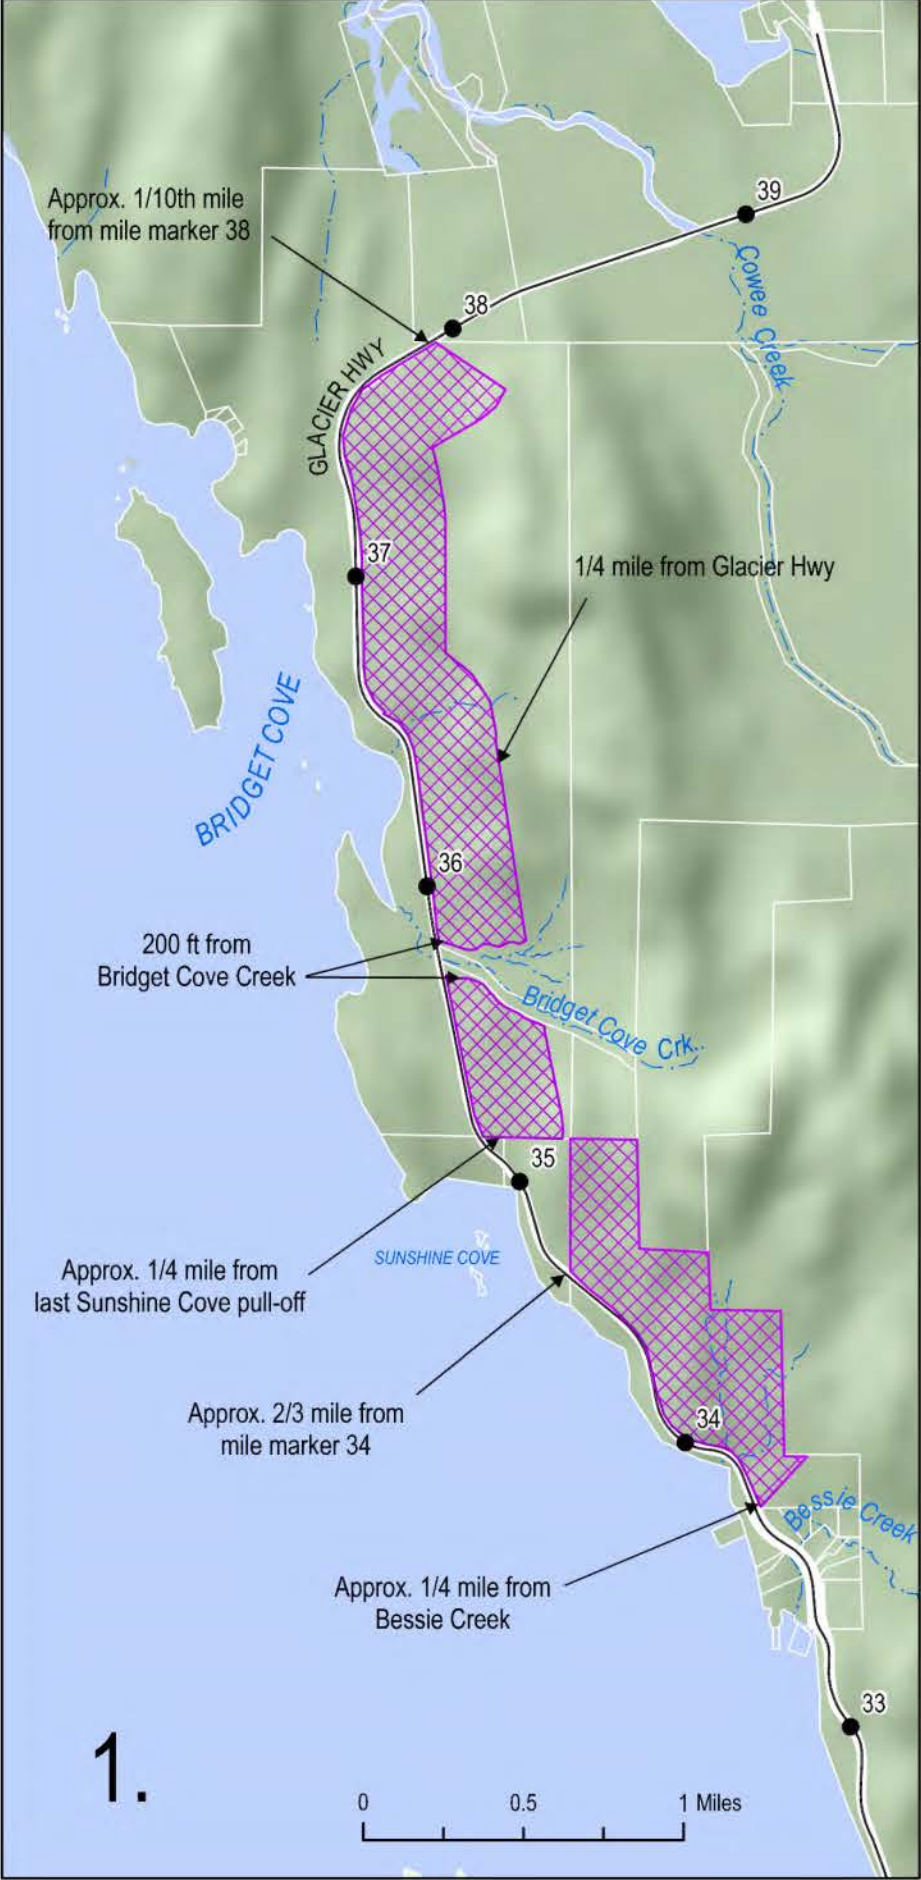 Approx. 1/10th mile
from mile marker 38
39
Cowee Creek
38
GLACIER HWY
37
1/4 mile from Glacier Hwy
BRIDGET COVE
36
200 ft from
Bridget Cove Creek
Bridget Cove Crk.
35
SUNSHINE COVE
Approx. 1/4 mile from
last Sunshine Cove pull-off
Approx. 2/3 mile from
mile marker 34
34
Bessie Creek
Approx. 1/4 mile from
Bessie Creek
33
1.
0 0.5 1 Miles